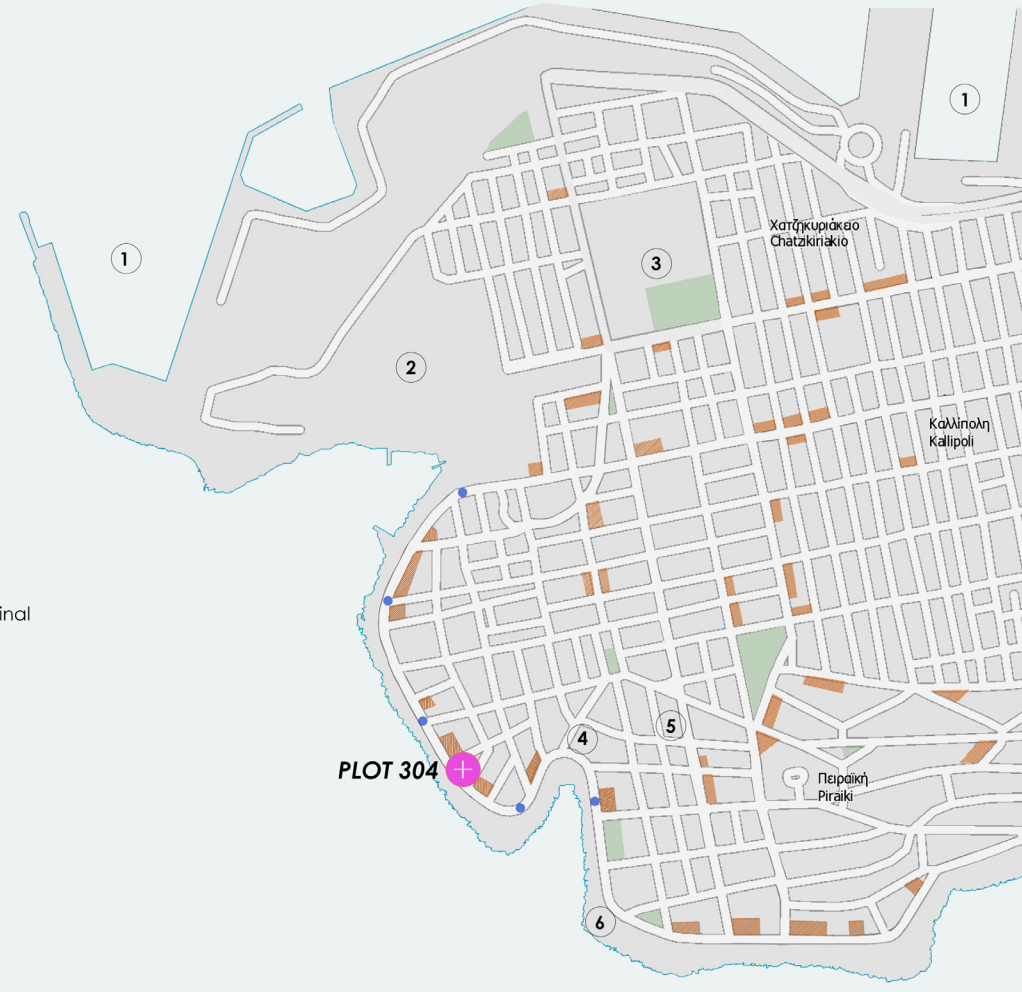 1
Χατζηκυριάκειο
Chatzikiriakio
1
3
2
Καλλίπολη
Kallipoli
inal
5
4
PLOT 304
Πειραϊκή
Piraiki
6